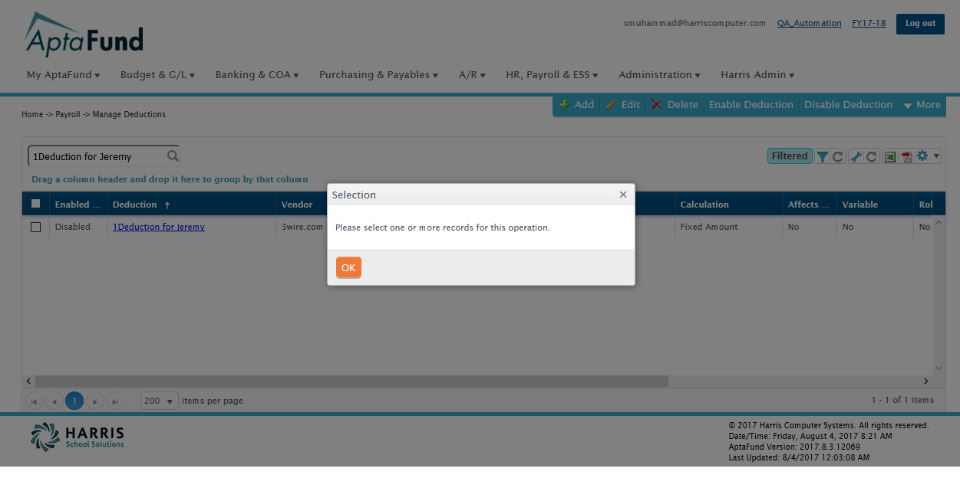 smuhammad@harriscomputer.com QA_Automation FY17-18 Log out
AptaFund
My AptaFund Budget & G/L Banking & COA Purchasing & Payables A/R HR, Payroll & ESS Administration Harris Admin
Add Edit Delete Enable Deduction Disable Deduction More
Home -> Payroll -> Manage Deductions
1Deduction for Jeremy Filtered
Drag a column header and drop it here to group by that column
Selection ×
Enabled ... Deduction ↑ Vendor Calculation Affects ... Variable Rol
Disabled 1Deduction for Jeremy 3wire.com Please select one or more records for this operation. Fixed Amount No No No
OK
1 200 items per page 1 - 1 of 1 items
HARRIS
School Solutions
© 2017 Harris Computer Systems. All rights reserved.
Date/Time: Friday, August 4, 2017 8:21 AM
AptaFund Version: 2017.8.3.12069
Last Updated: 8/4/2017 12:03:08 AM